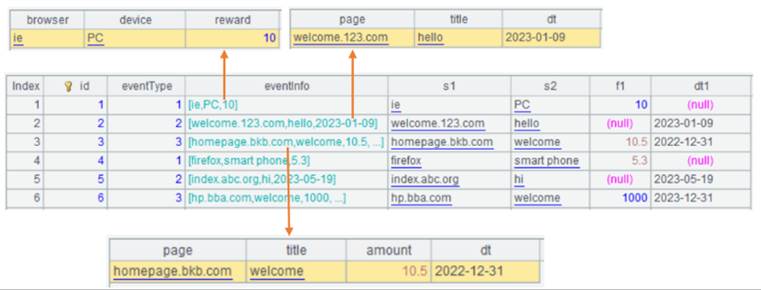 browser device reward page title dt
ie PC 10 welcome.123.com hello 2023-01-09
Index id eventType eventInfo s1 s2 f1 dt1
1 1 1 [ie,PC,10] ie PC 10 (null)
2 2 2 [welcome.123.com,hello,2023-01-09] welcome.123.com hello (null) 2023-01-09
3 3 3 [homepage.bkb.com,welcome,10.5, ...] homepage.bkb.com welcome 10.5 2022-12-31
4 4 1 [firefox,smart phone,5.3] firefox smart phone 5.3 (null)
5 5 2 [index.abc.org,hi,2023-05-19] index.abc.org hi (null) 2023-05-19
6 6 3 [hp.bba.com,welcome,1000, ...] hp.bba.com welcome 1000 2023-12-31
page title amount dt
homepage.bkb.com welcome 10.5 2022-12-31